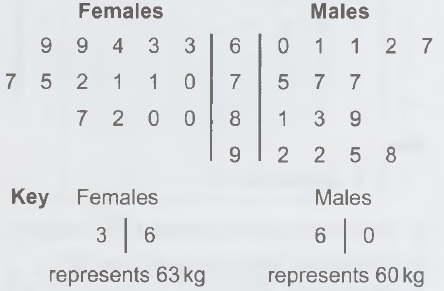 Females Males
9 9 4 3 3 | 6 | 0 1 1 2 7
7 5 2 1 1 0 | 7 | 5 7 7
7 2 0 0 | 8 | 1 3 9
| 9 | 2 2 5 8
Key Females Males
3 | 6 6 | 0
represents 63 kg represents 60 kg